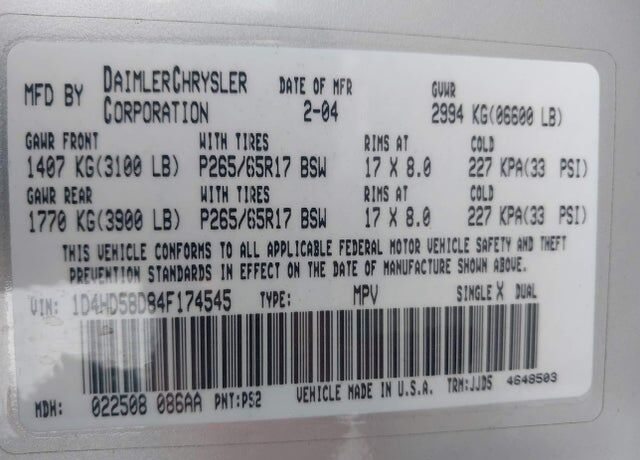 MFD BY DAIMLERCHRYSLER CORPORATION DATE OF MFR 2-04 GVWR 2994 KG(06600 LB)
GAWR FRONT WITH TIRES RIMS AT COLD
1407 KG(3100 LB) P265/65R17 BSW 17 X 8.0 227 KPA(33 PSI)
GAWR REAR WITH TIRES RIMS AT COLD
1770 KG(3900 LB) P265/65R17 BSW 17 X 8.0 227 KPA(33 PSI)
THIS VEHICLE CONFORMS TO ALL APPLICABLE FEDERAL MOTOR VEHICLE SAFETY AND THEFT
PREVENTION STANDARDS IN EFFECT ON THE DATE OF MANUFACTURE SHOWN ABOVE.
VIN: 1D4HD58D84F174545 TYPE: MPV SINGLE X DUAL
MDH: 022508 086AA PNT:PS2 VEHICLE MADE IN U.S.A. TRM:JJD5 4648503